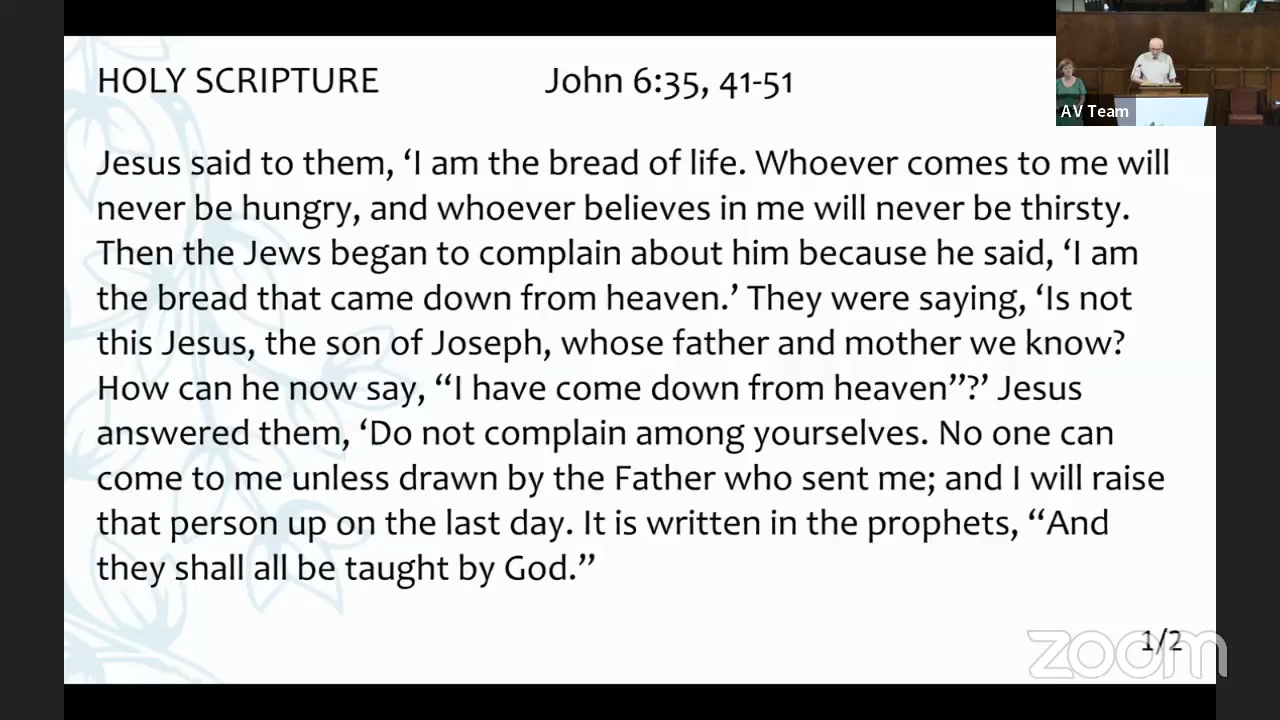 HOLY SCRIPTURE John 6:35, 41-51
AV Team
Jesus said to them, ‘I am the bread of life. Whoever comes to me will
never be hungry, and whoever believes in me will never be thirsty.
Then the Jews began to complain about him because he said, ‘I am
the bread that came down from heaven.’ They were saying, ‘Is not
this Jesus, the son of Joseph, whose father and mother we know?
How can he now say, “I have come down from heaven”?’ Jesus
answered them, ‘Do not complain among yourselves. No one can
come to me unless drawn by the Father who sent me; and I will raise
that person up on the last day. It is written in the prophets, “And
they shall all be taught by God.”
1/2
zoom